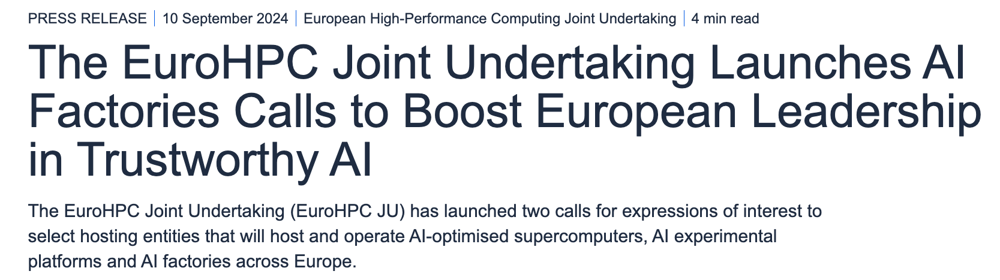 PRESS RELEASE | 10 September 2024 | European High-Performance Computing Joint Undertaking | 4 min read
The EuroHPC Joint Undertaking Launches AI
Factories Calls to Boost European Leadership
in Trustworthy AI
The EuroHPC Joint Undertaking (EuroHPC JU) has launched two calls for expressions of interest to
select hosting entities that will host and operate AI-optimised supercomputers, AI experimental
platforms and AI factories across Europe.